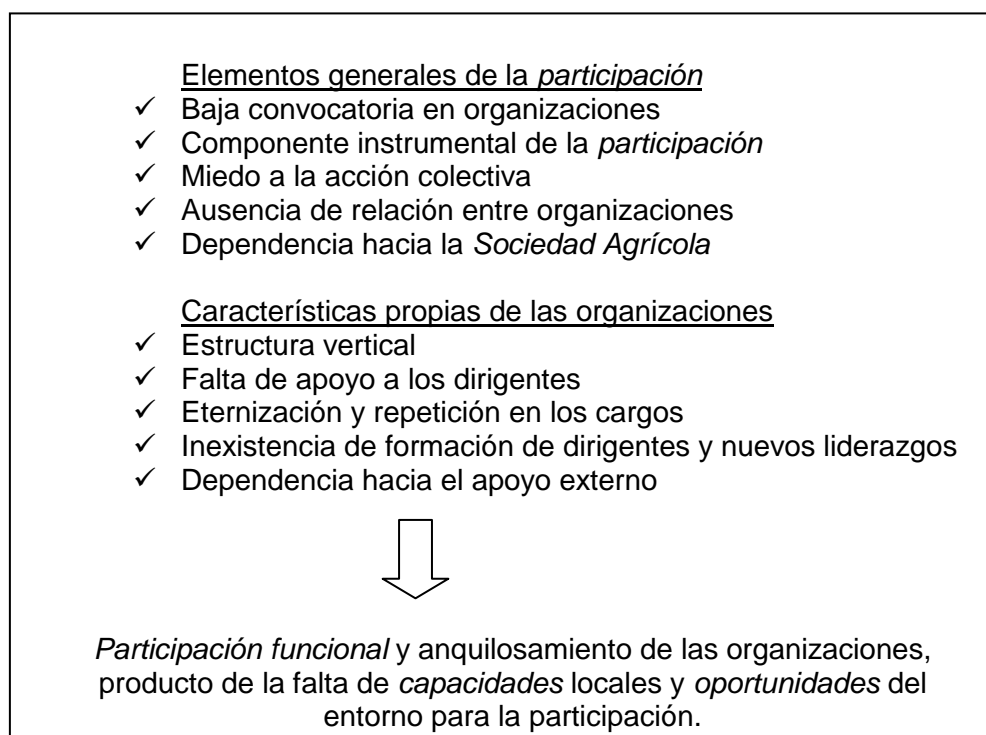 Elementos generales de la participación
✓ Baja convocatoria en organizaciones
✓ Componente instrumental de la participación
✓ Miedo a la acción colectiva
✓ Ausencia de relación entre organizaciones
✓ Dependencia hacia la Sociedad Agrícola
Características propias de las organizaciones
✓ Estructura vertical
✓ Falta de apoyo a los dirigentes
✓ Eternización y repetición en los cargos
✓ Inexistencia de formación de dirigentes y nuevos liderazgos
✓ Dependencia hacia el apoyo externo
Participación funcional y anquilosamiento de las organizaciones,
producto de la falta de capacidades locales y oportunidades del
entorno para la participación.